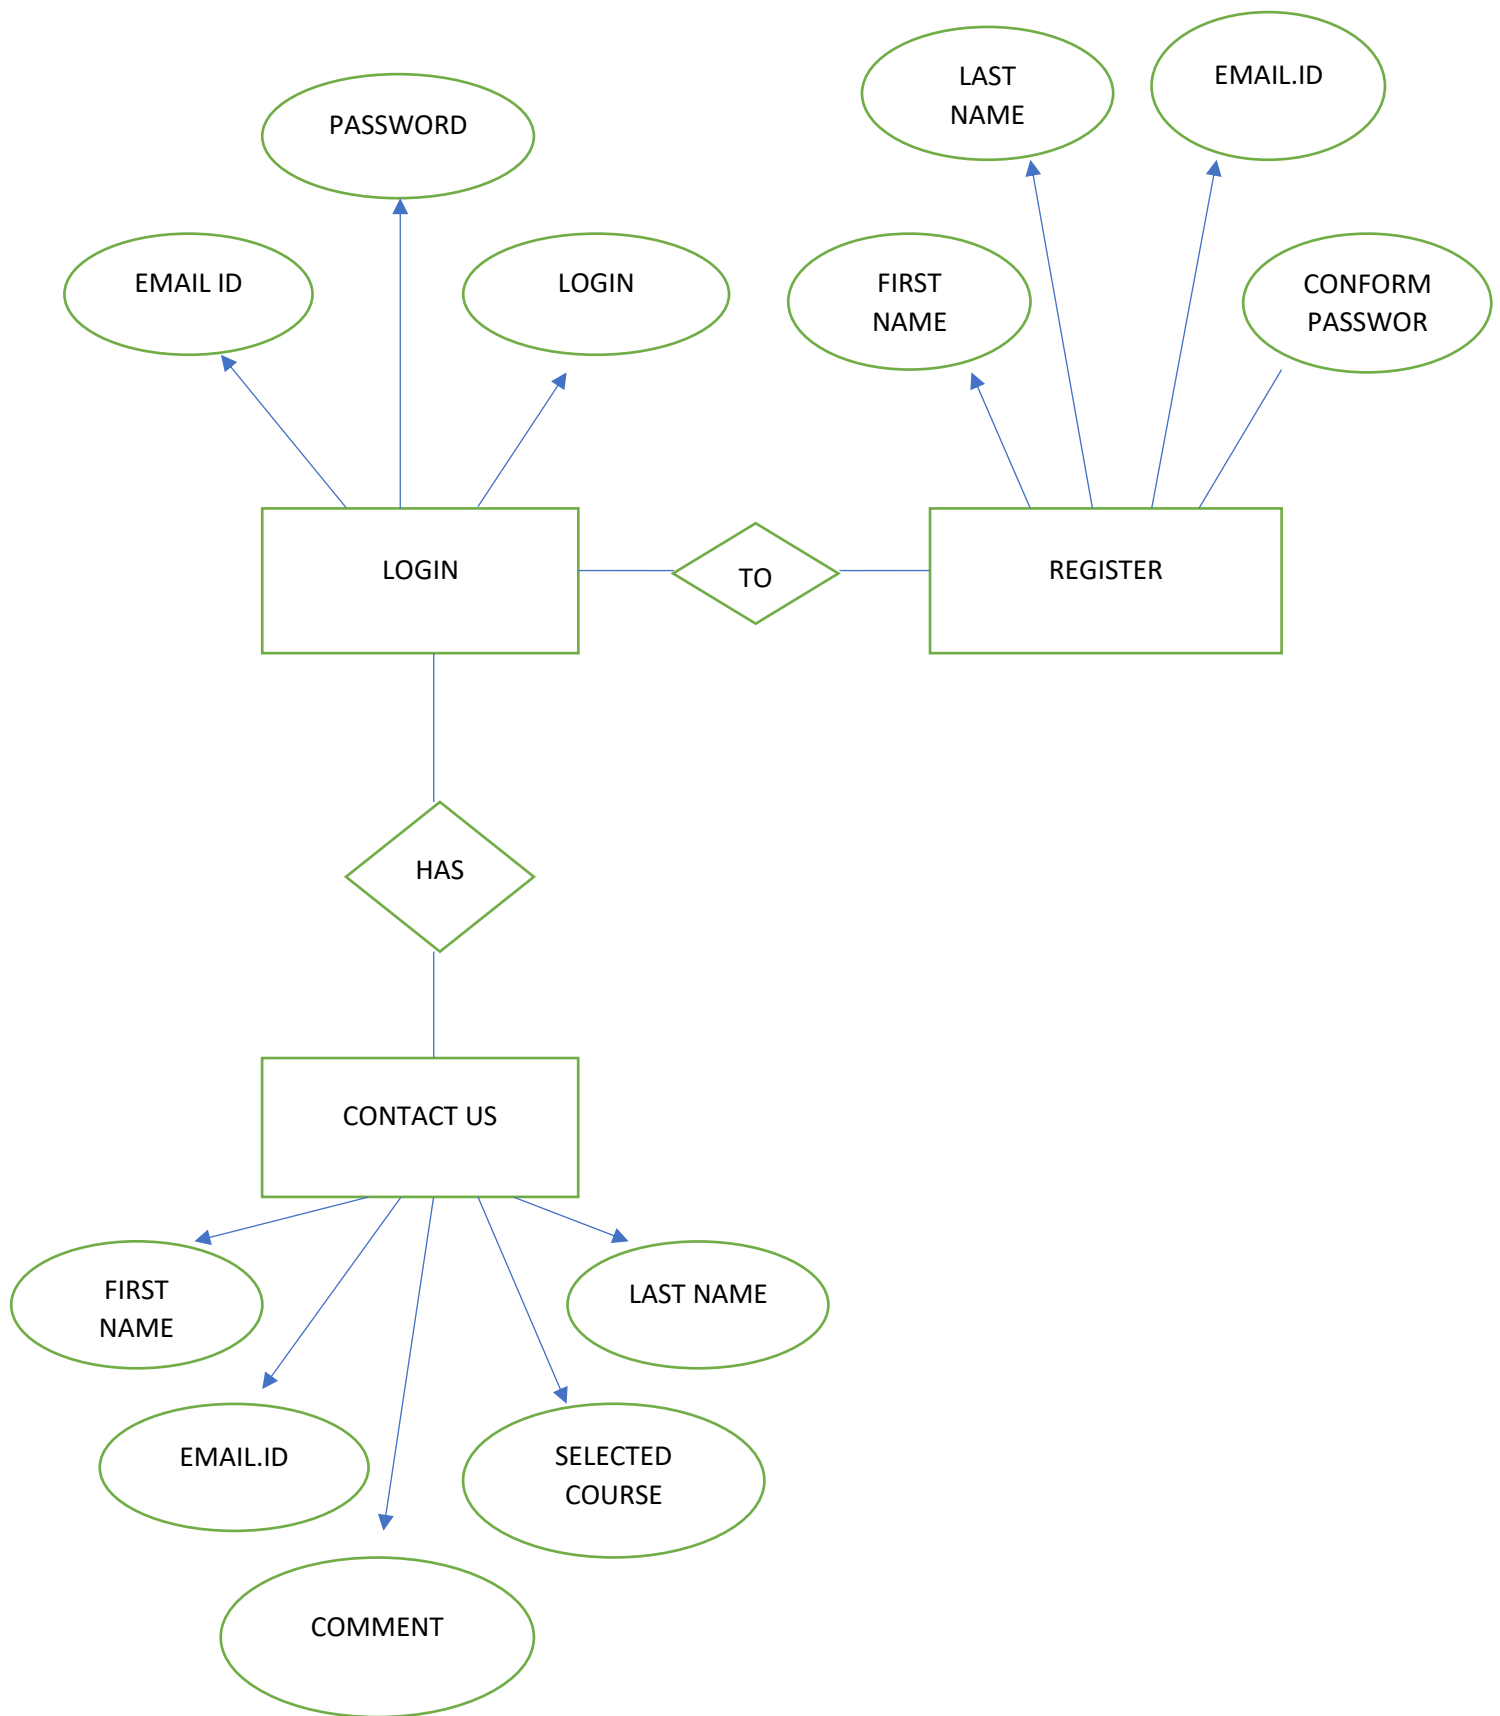 LAST
NAME
EMAIL.ID
PASSWORD
EMAIL ID
LOGIN
FIRST
NAME
CONFORM
PASSWOR
LOGIN
TO
REGISTER
HAS
CONTACT US
FIRST
NAME
LAST NAME
EMAIL.ID
SELECTED
COURSE
COMMENT